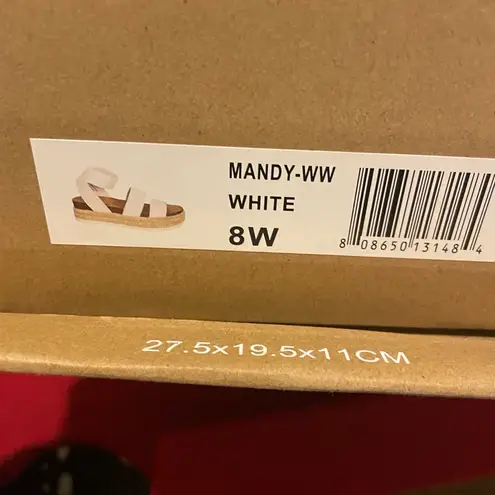 MANDY-WW
WHITE
8W
8 08650 13148 4
27.5x19.5x11CM